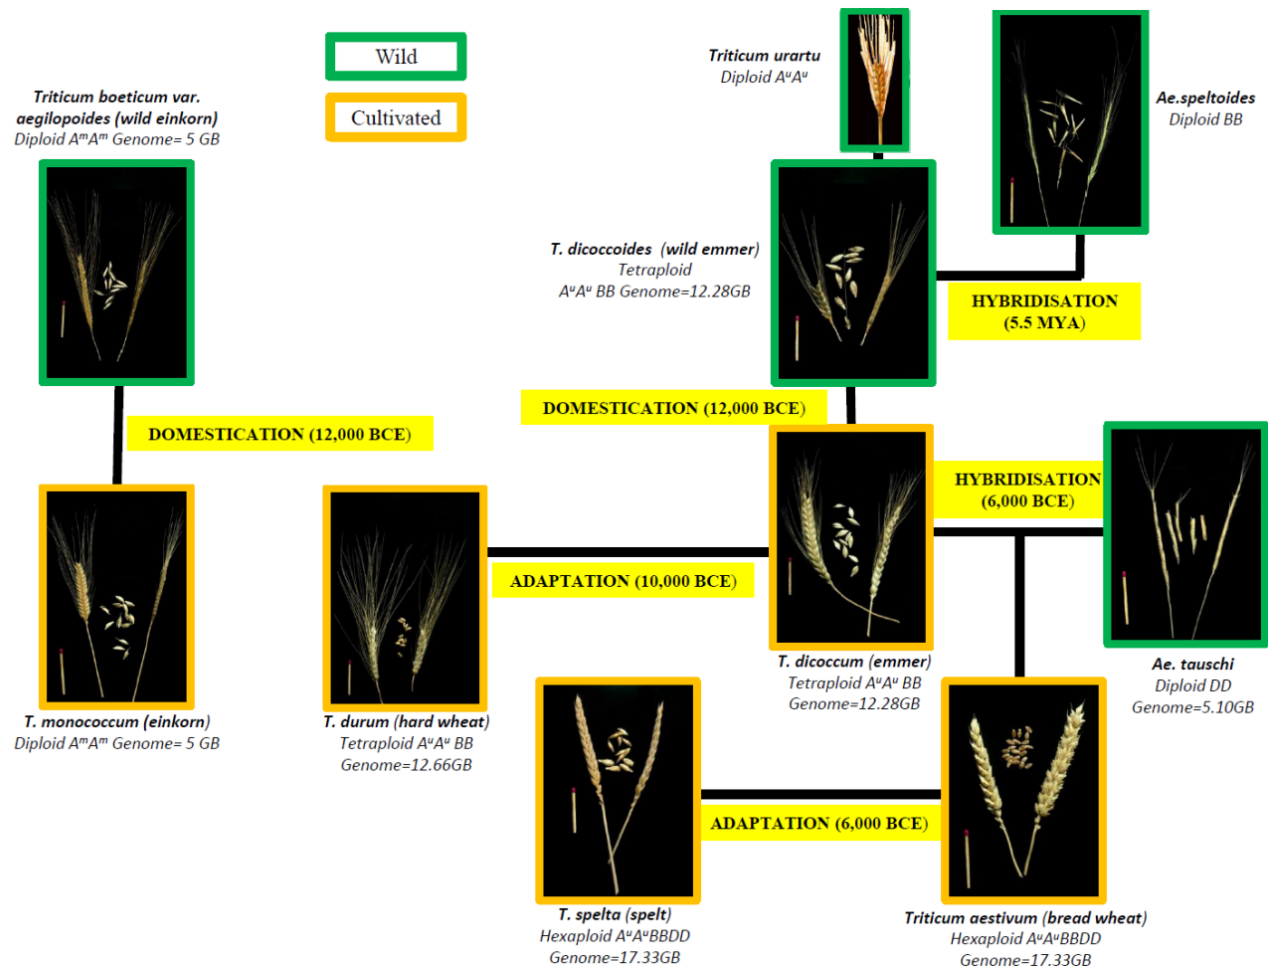 Wild
Cultivated
Triticum boeticum var.
aegilopoides (wild einkorn)
Diploid AᵐAᵐ Genome= 5 GB
Triticum urartu
Diploid AᵘAᵘ
Ae.speltoides
Diploid BB
T. dicoccoides (wild emmer)
Tetraploid
AᵘAᵘ BB Genome=12.28GB
HYBRIDISATION
(5.5 MYA)
DOMESTICATION (12,000 BCE)
DOMESTICATION (12,000 BCE)
HYBRIDISATION
(6,000 BCE)
ADAPTATION (10,000 BCE)
T. monococcum (einkorn)
Diploid AᵐAᵐ Genome= 5 GB
T. durum (hard wheat)
Tetraploid AᵘAᵘ BB
Genome=12.66GB
T. dicoccum (emmer)
Tetraploid AᵘAᵘ BB
Genome=12.28GB
Ae. tauschi
Diploid DD
Genome=5.10GB
ADAPTATION (6,000 BCE)
T. spelta (spelt)
Hexaploid AᵘAᵘBBDD
Genome=17.33GB
Triticum aestivum (bread wheat)
Hexaploid AᵘAᵘBBDD
Genome=17.33GB